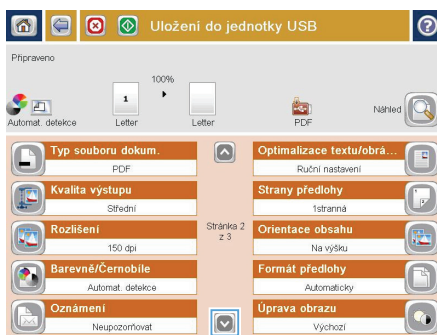 Uložení do jednotky USB
Připraveno
100%
1
Automat. detekce
Letter
Letter
PDF
Náhled
Typ souboru dokum.
PDF
Optimalizace textu/obrá...
Ruční nastavení
Kvalita výstupu
Střední
Strany předlohy
1stranná
Stránka 2
z 3
Rozlišení
150 dpi
Orientace obsahu
Na výšku
Barevně/Černobíle
Automat. detekce
Formát předlohy
Automaticky
Oznámení
Neupozorňovat
Úprava obrazu
Výchozí